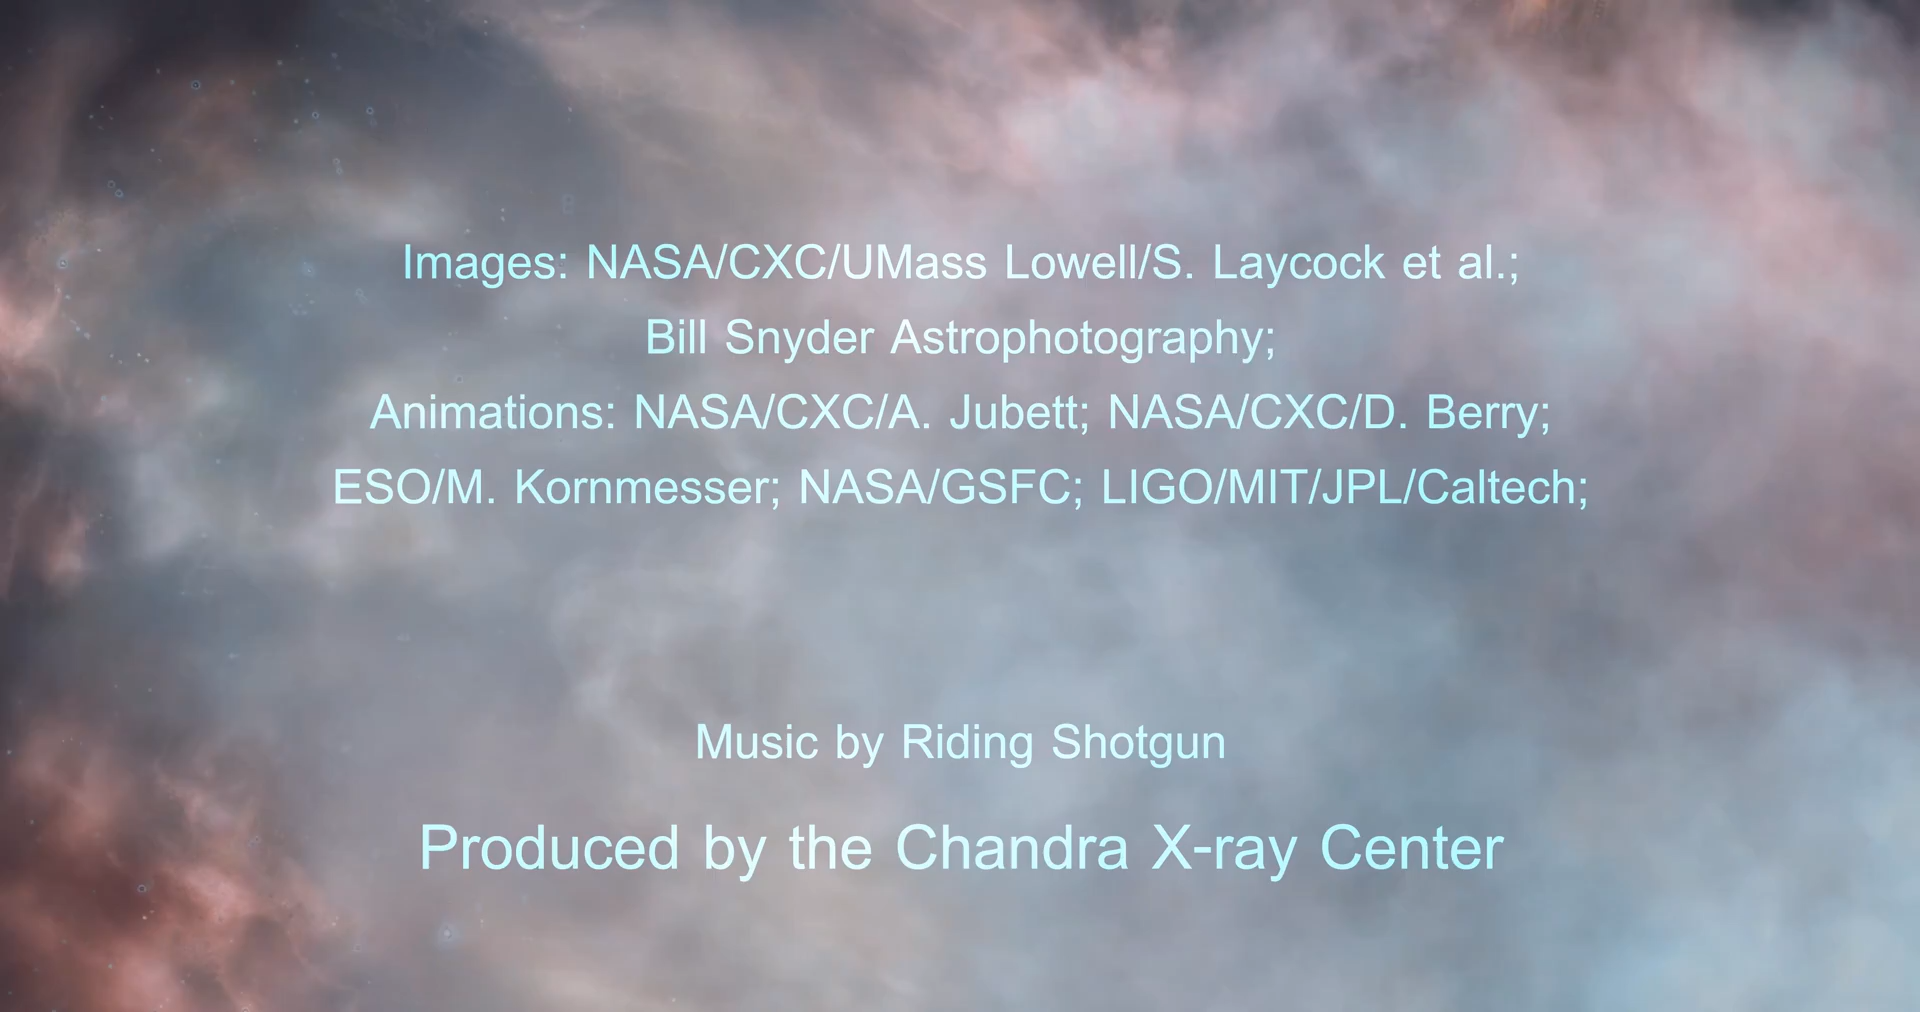 Images: NASA/CXC/UMass Lowell/S. Laycock et al.;
Bill Snyder Astrophotography;
Animations: NASA/CXC/A. Jubett; NASA/CXC/D. Berry;
ESO/M. Kornmesser; NASA/GSFC; LIGO/MIT/JPL/Caltech;
Music by Riding Shotgun
Produced by the Chandra X-ray Center